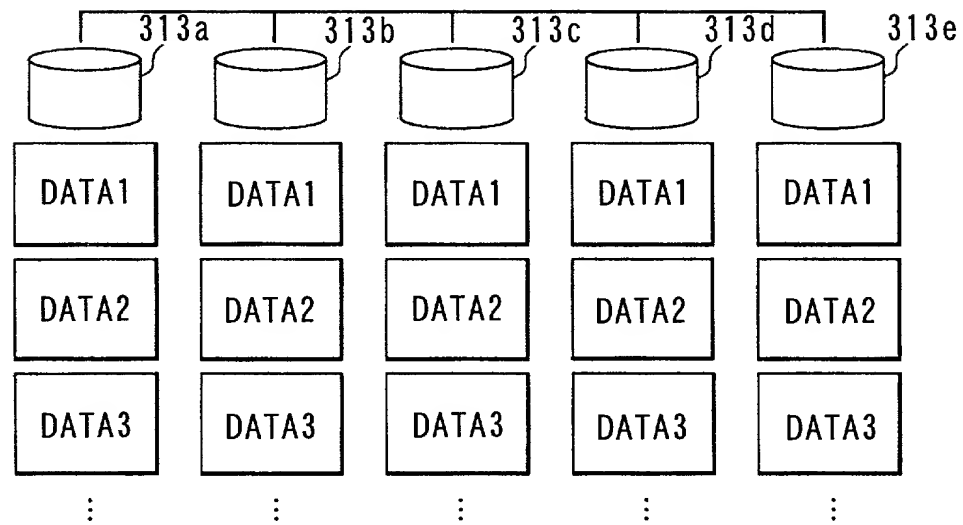 313a 313b 313c 313d 313e
DATA1 DATA1 DATA1 DATA1 DATA1
DATA2 DATA2 DATA2 DATA2 DATA2
DATA3 DATA3 DATA3 DATA3 DATA3
⋮ ⋮ ⋮ ⋮ ⋮